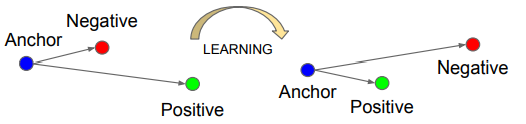 Negative
Anchor
Positive
LEARNING
Negative
Anchor
Positive